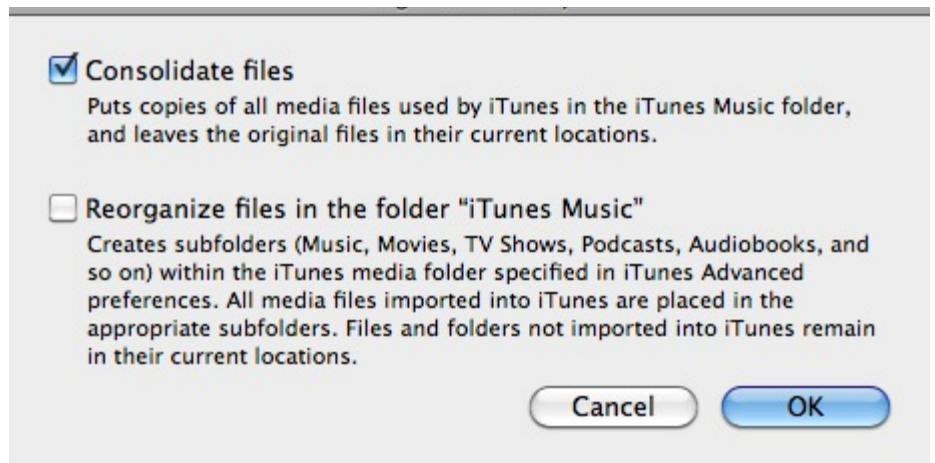 Consolidate files
Puts copies of all media files used by iTunes in the iTunes Music folder,
and leaves the original files in their current locations.
Reorganize files in the folder “iTunes Music”
Creates subfolders (Music, Movies, TV Shows, Podcasts, Audiobooks, and
so on) within the iTunes media folder specified in iTunes Advanced
preferences. All media files imported into iTunes are placed in the
appropriate subfolders. Files and folders not imported into iTunes remain
in their current locations.
Cancel OK